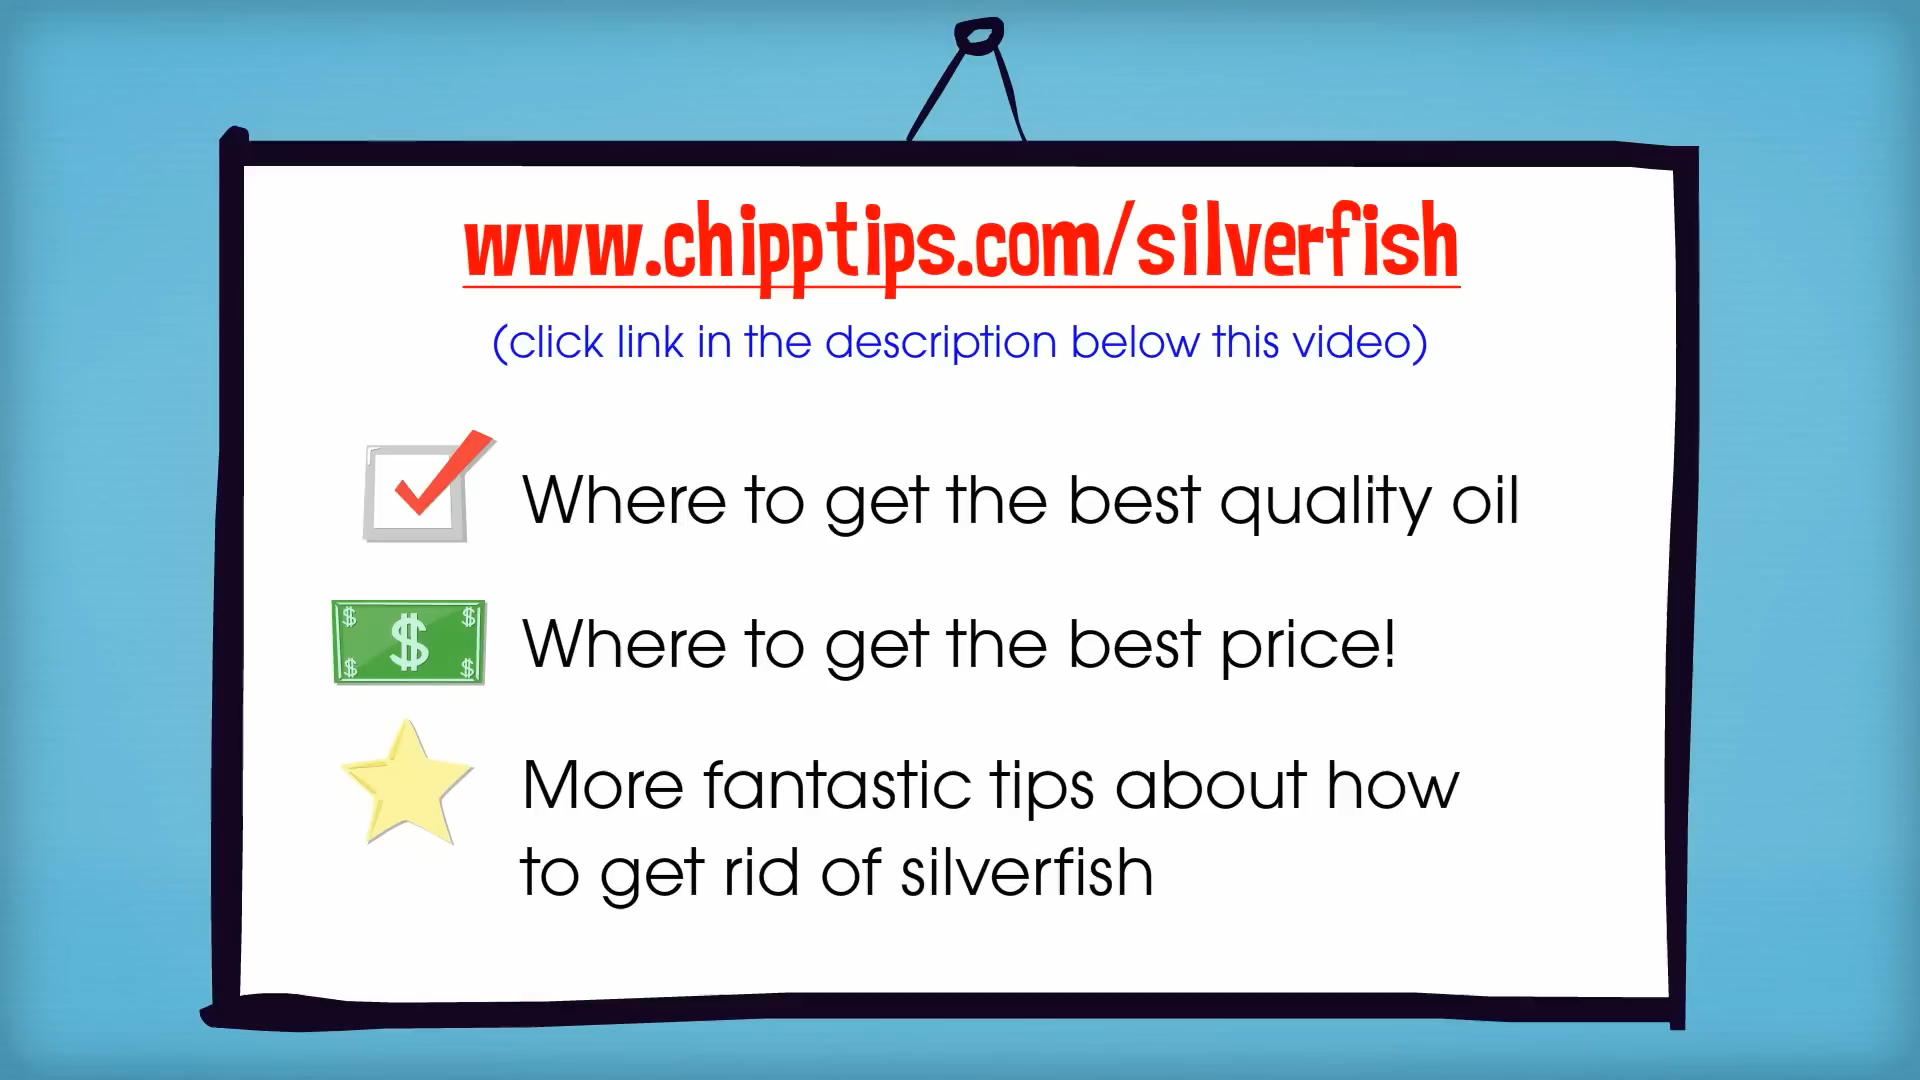 www.chipptips.com/silverfish
(click link in the description below this video)
Where to get the best quality oil
$ $ $ $ $
Where to get the best price!
More fantastic tips about how
to get rid of silverfish